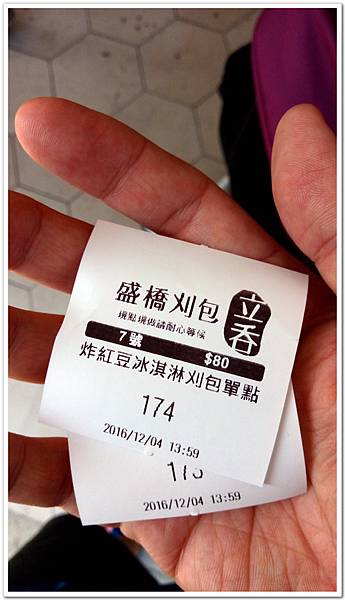 盛橋刈包
立吞
現點現做請耐心等候
7號 $80
炸紅豆冰淇淋刈包單點
174
2016/12/04 13:59
2016/12/04 13:59